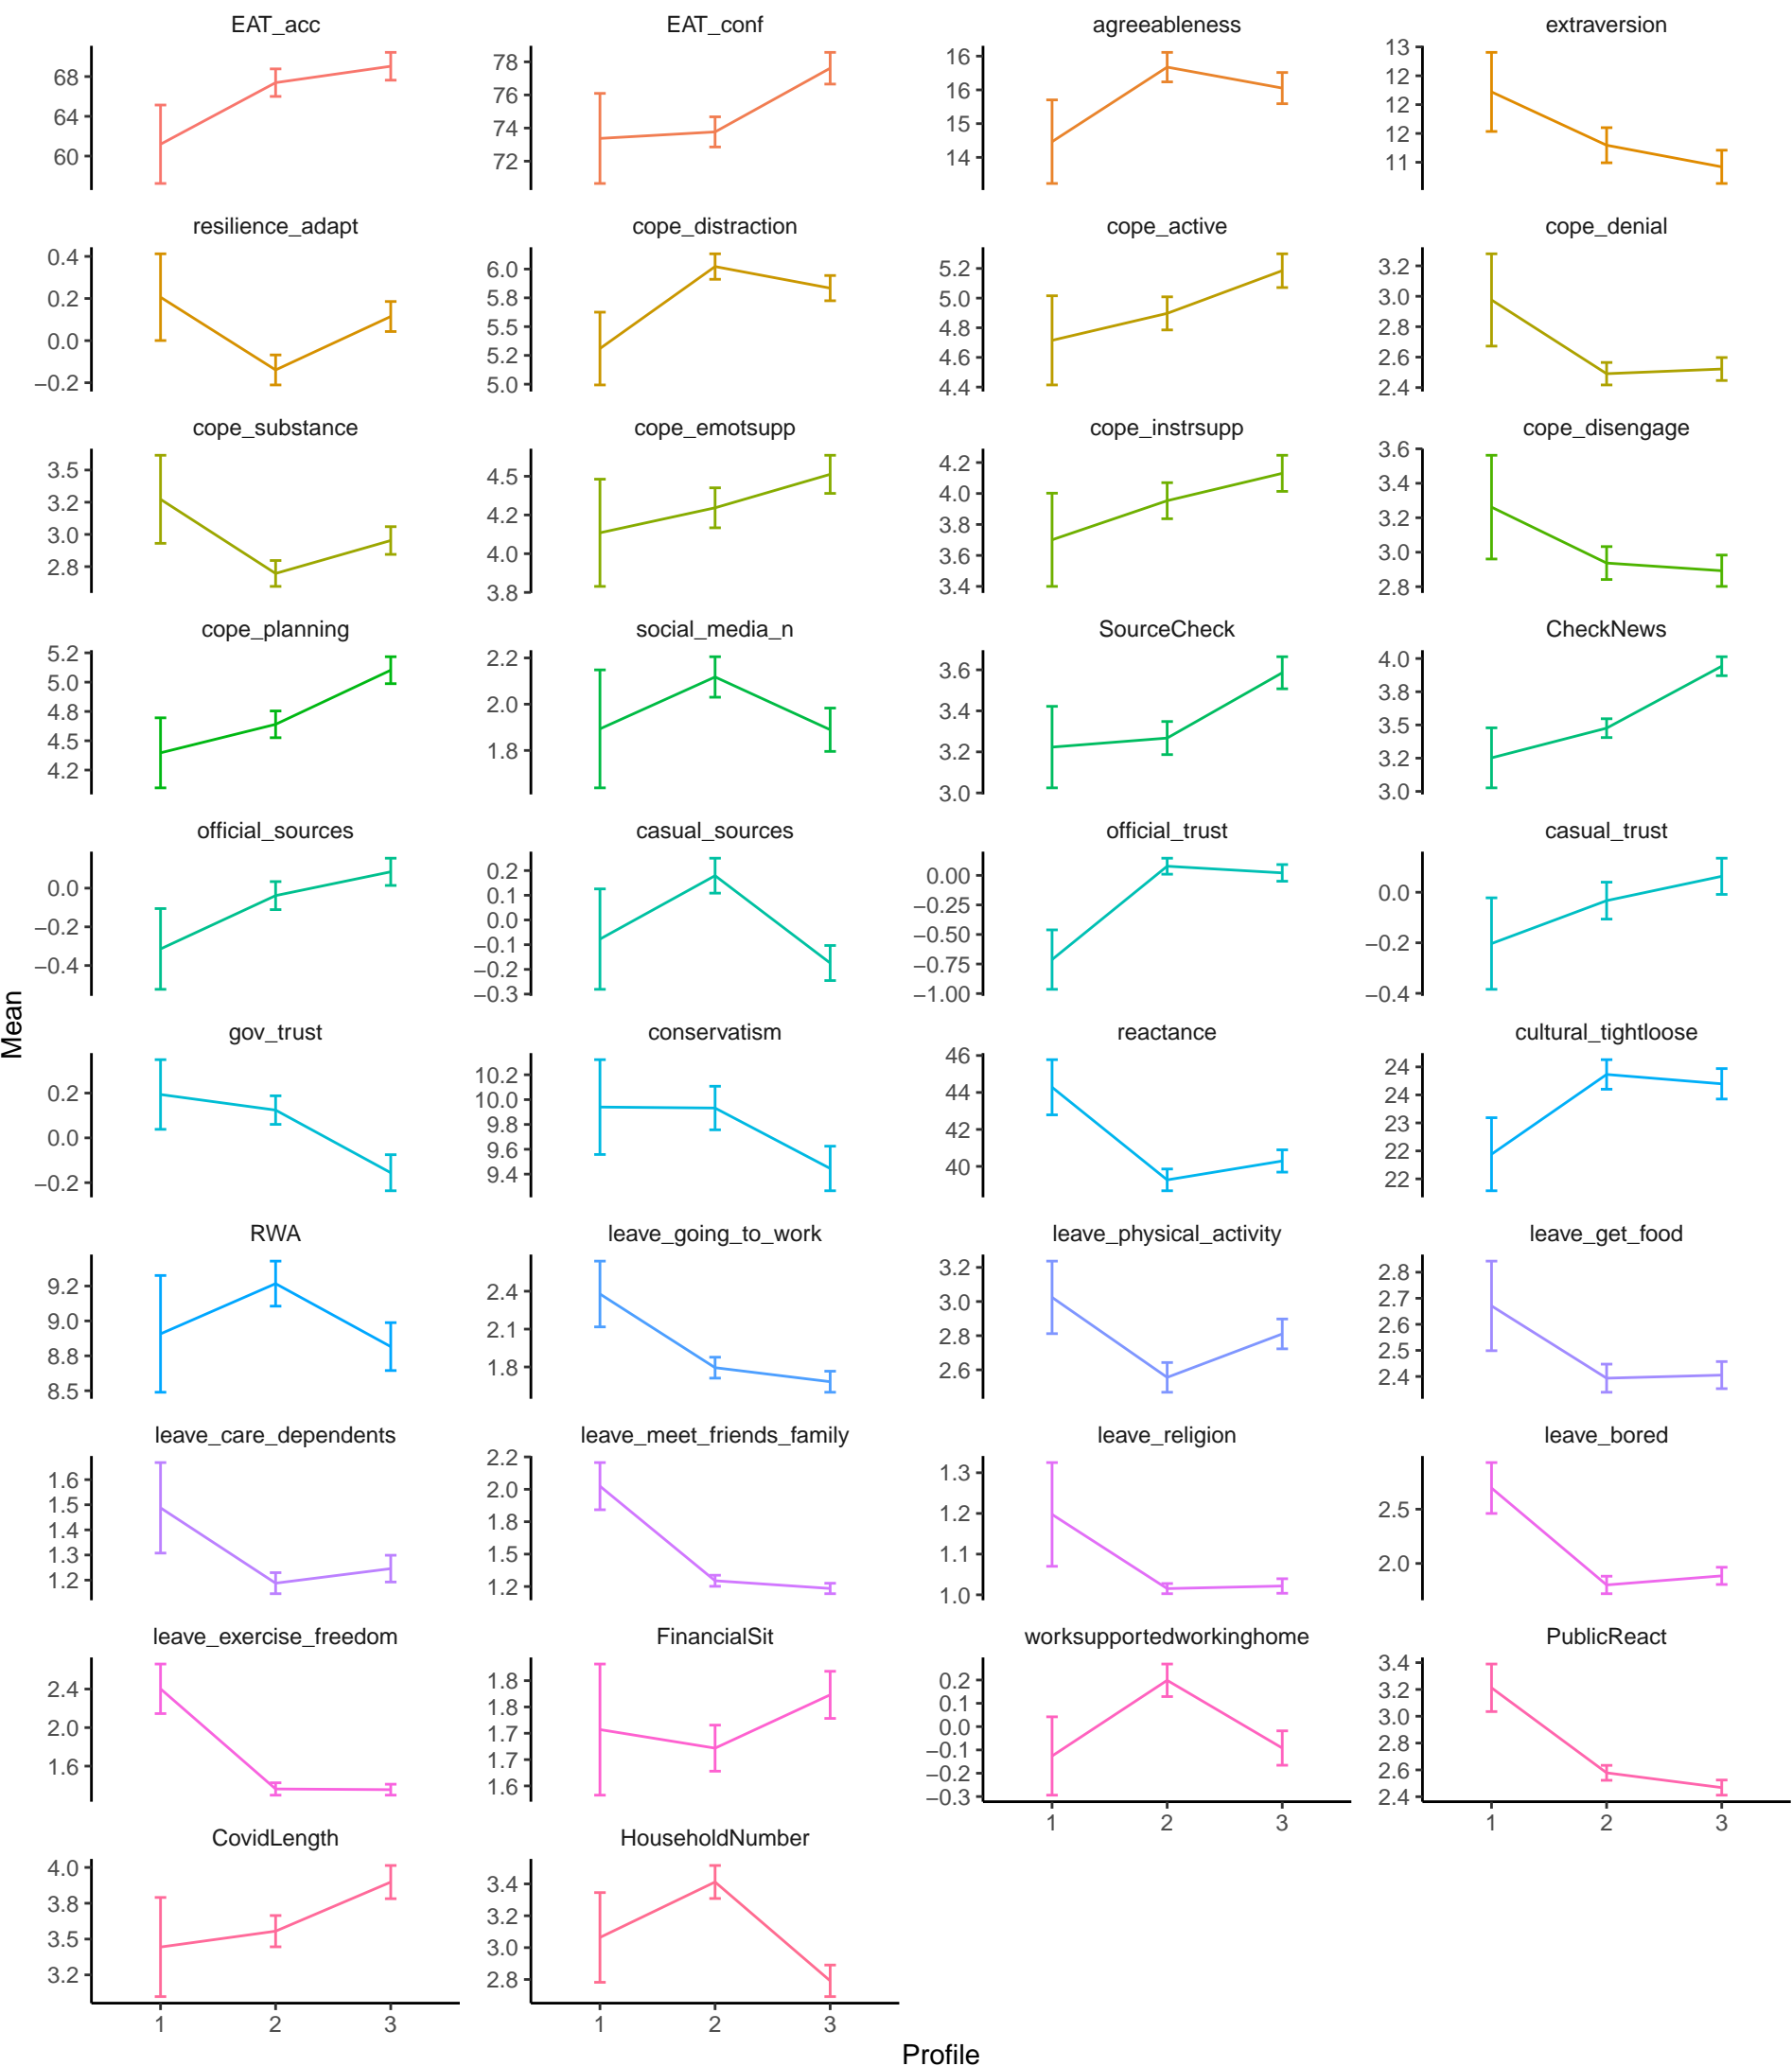 EAT_acc EAT_conf agreeableness extraversion
68 64 60
78 76 74 72
16 16 15 14
13 12 12 12 11
resilience_adapt cope_distraction cope_active cope_denial
0.4 0.2 0.0 −0.2
6.0 5.8 5.5 5.2 5.0
5.2 5.0 4.8 4.6 4.4
3.2 3.0 2.8 2.6 2.4
cope_substance cope_emotsupp cope_instrsupp cope_disengage
3.5 3.2 3.0 2.8
4.5 4.2 4.0 3.8
4.2 4.0 3.8 3.6 3.4
3.6 3.4 3.2 3.0 2.8
cope_planning social_media_n SourceCheck CheckNews
5.2 5.0 4.8 4.5 4.2
2.2 2.0 1.8
3.6 3.4 3.2 3.0
4.0 3.8 3.5 3.2 3.0
official_sources casual_sources official_trust casual_trust
0.0 −0.2 −0.4
0.2 0.1 0.0 −0.1 −0.2 −0.3
0.00 −0.25 −0.50 −0.75 −1.00
0.0 −0.2 −0.4
Mean
gov_trust conservatism reactance cultural_tightloose
0.2 0.0 −0.2
10.2 10.0 9.8 9.6 9.4
46 44 42 40
24 24 23 22 22
RWA leave_going_to_work leave_physical_activity leave_get_food
9.2 9.0 8.8 8.5
2.4 2.1 1.8
3.2 3.0 2.8 2.6
2.8 2.7 2.6 2.5 2.4
leave_care_dependents leave_meet_friends_family leave_religion leave_bored
1.6 1.5 1.4 1.3 1.2
2.2 2.0 1.8 1.5 1.2
1.3 1.2 1.1 1.0
2.5 2.0
leave_exercise_freedom FinancialSit worksupportedworkinghome PublicReact
2.4 2.0 1.6
1.8 1.8 1.7 1.7 1.6
0.2 0.1 0.0 −0.1 −0.2 −0.3
3.4 3.2 3.0 2.8 2.6 2.4
1 2 3 1 2 3
CovidLength HouseholdNumber
4.0 3.8 3.5 3.2
3.4 3.2 3.0 2.8
1 2 3 1 2 3
Profile